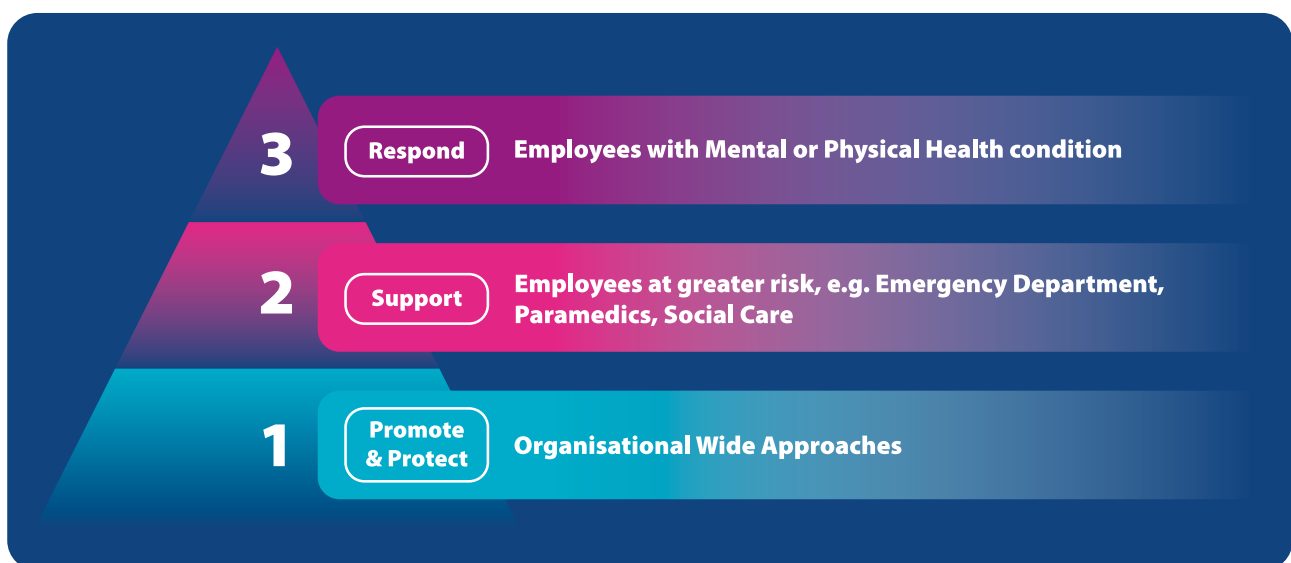 3
Respond
Employees with Mental or Physical Health condition
2
Support
Employees at greater risk, e.g. Emergency Department,
Paramedics, Social Care
1
Promote
& Protect
Organisational Wide Approaches